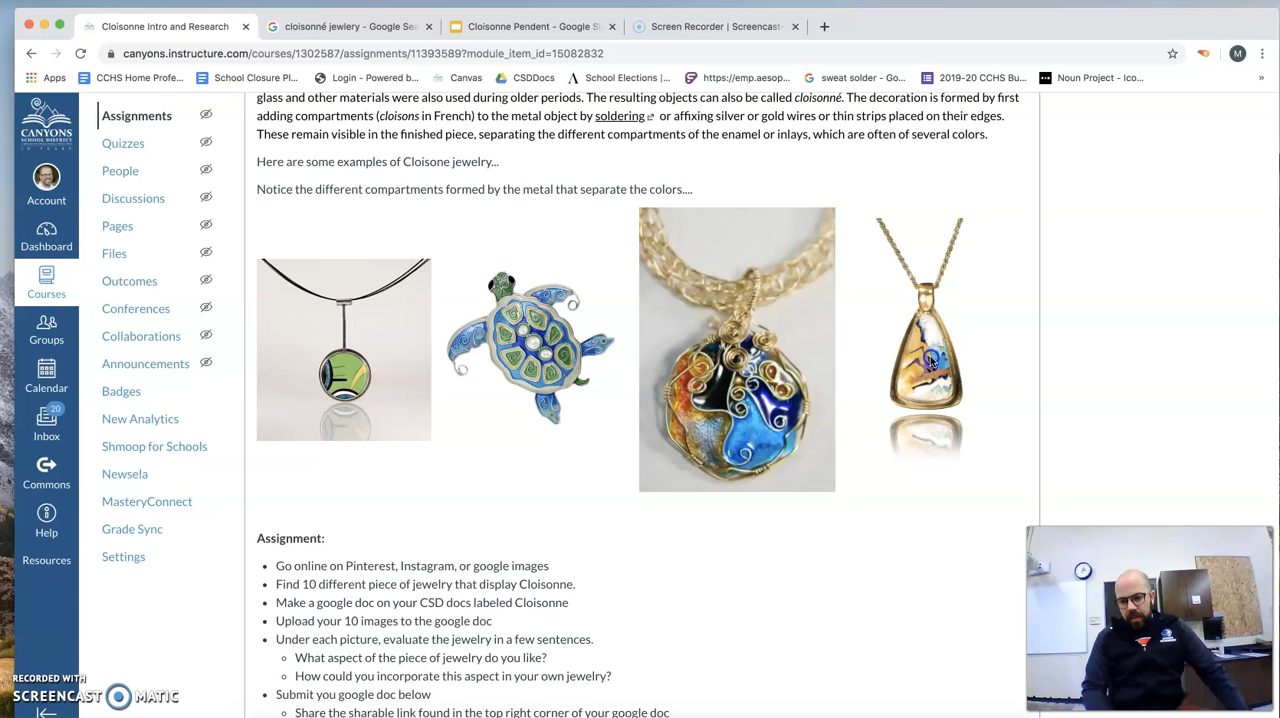 Cloisonne Intro and Research
cloisonné jewlery - Google Sea
Cloisonne Pendent - Google Sl
Screen Recorder | Screencast-
canyons.instructure.com/courses/1302587/assignments/11393589?module_item_id=15082832
M
Apps
CCHS Home Profe...
School Closure Pl...
Login - Powered b...
Canvas
CSDDocs
School Elections |...
https://emp.aesop...
sweat solder - Go...
2019-20 CCHS Bu...
Noun Project - Ico...
»
CANYONS
SCHOOL DISTRICT
Account
Dashboard
Courses
Groups
Calendar
20
Inbox
Commons
Help
Resources
Assignments
Quizzes
People
Discussions
Pages
Files
Outcomes
Conferences
Collaborations
Announcements
Badges
New Analytics
Shmoop for Schools
Newsela
MasteryConnect
Grade Sync
Settings
glass and other materials were also used during older periods. The resulting objects can also be called cloisonné. The decoration is formed by first
adding compartments (cloisons in French) to the metal object by soldering or affixing silver or gold wires or thin strips placed on their edges.
These remain visible in the finished piece, separating the different compartments of the enamel or inlays, which are often of several colors.
Here are some examples of Cloisone jewelry...
Notice the different compartments formed by the metal that separate the colors....
Assignment:
Go online on Pinterest, Instagram, or google images
Find 10 different piece of jewelry that display Cloisonne.
Make a google doc on your CSD docs labeled Cloisonne
Upload your 10 images to the google doc
Under each picture, evaluate the jewelry in a few sentences.
What aspect of the piece of jewelry do you like?
How could you incorporate this aspect in your own jewelry?
Submit you google doc below
Share the sharable link found in the top right corner of your google doc
RECORDED WITH
SCREENCAST MATIC